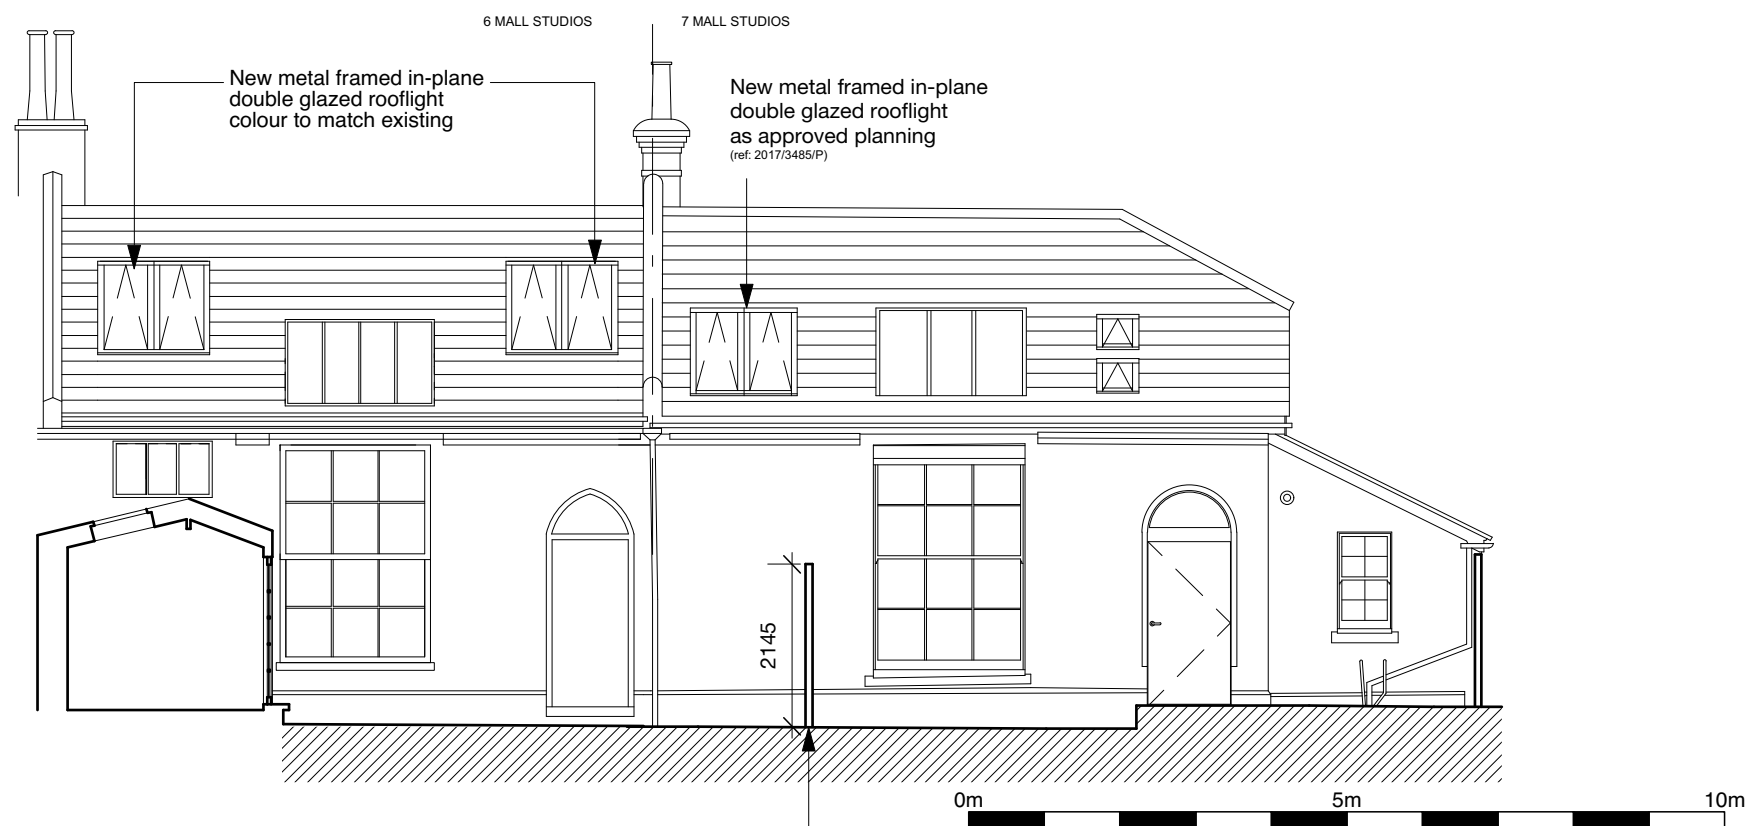 6 MALL STUDIOS
7 MALL STUDIOS
New metal framed in-plane
double glazed rooflight
colour to match existing
New metal framed in-plane
double glazed rooflight
as approved planning
(ref: 2017/3485/P)
2145
0m
5m
10m